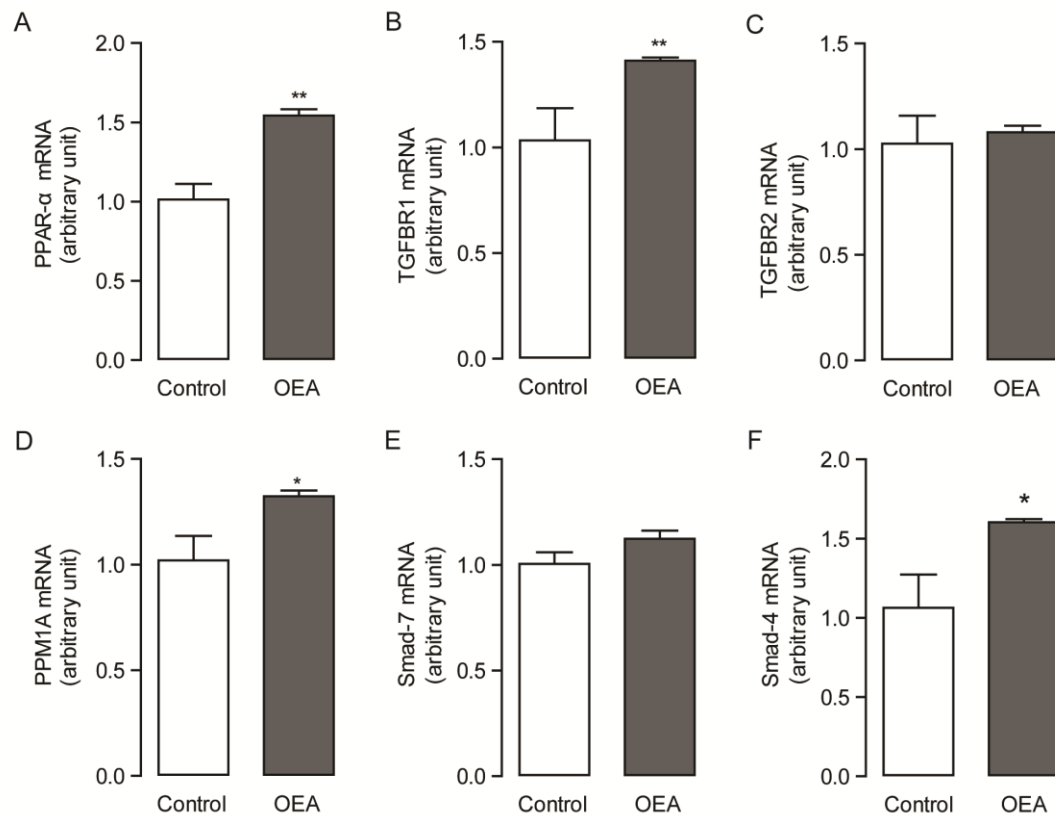 A
PPAR-α mRNA
(arbitrary unit)
2.0
1.5
1.0
0.5
0.0
**
Control
OEA
B
TGFBR1 mRNA
(arbitrary unit)
1.5
1.0
0.5
0.0
**
Control
OEA
C
TGFBR2 mRNA
(arbitrary unit)
1.5
1.0
0.5
0.0
Control
OEA
D
PPM1A mRNA
(arbitrary unit)
1.5
1.0
0.5
0.0
*
Control
OEA
E
Smad-7 mRNA
(arbitrary unit)
1.5
1.0
0.5
0.0
Control
OEA
F
Smad-4 mRNA
(arbitrary unit)
2.0
1.5
1.0
0.5
0.0
*
Control
OEA